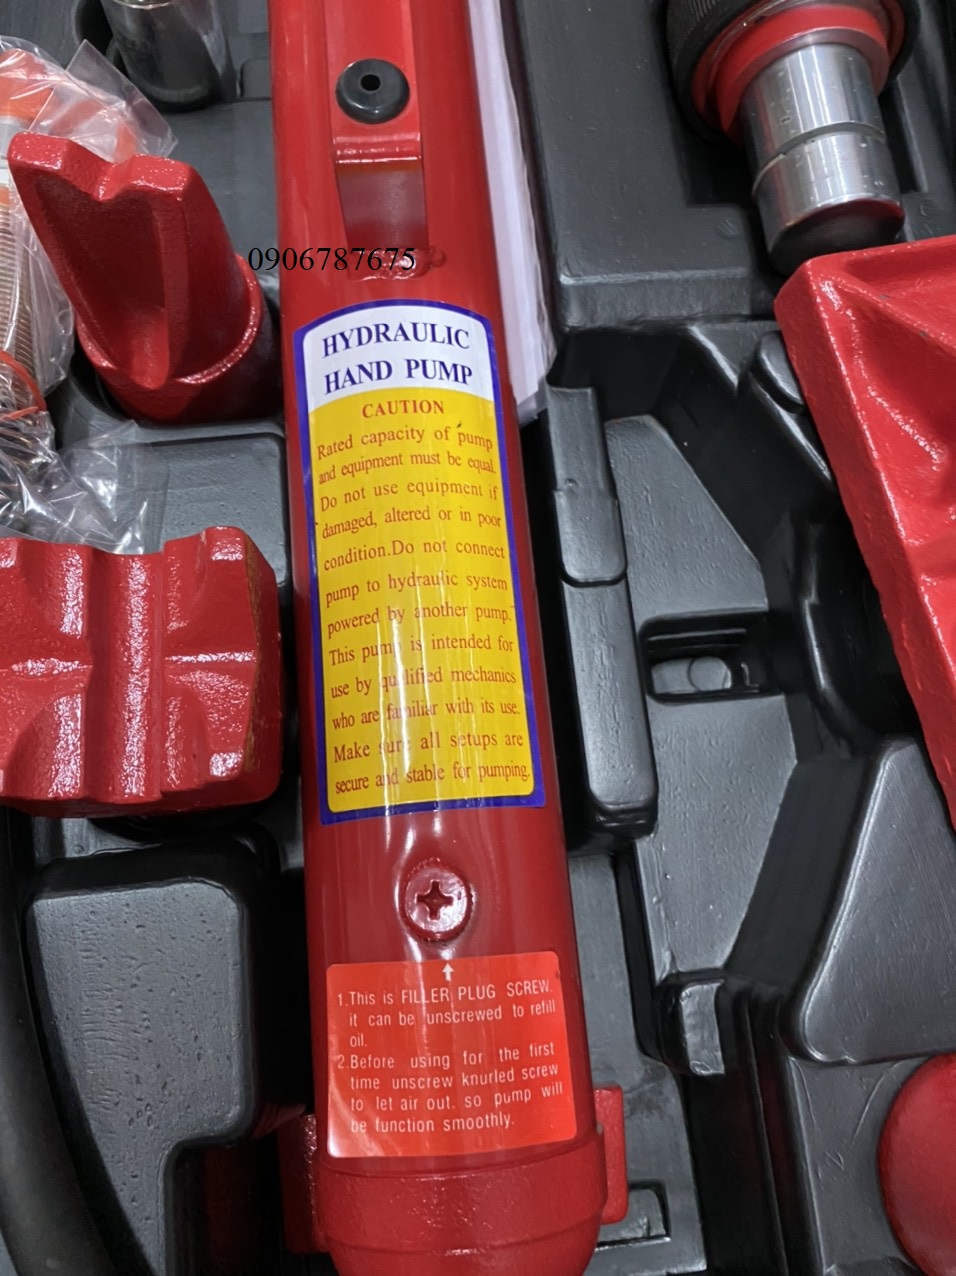 0906787675
HYDRAULIC
HAND PUMP
CAUTION
Rated capacity of pump
and equipment must be equal.
Do not use equipment if
damaged, altered or in poor
condition.Do not connect
pump to hydraulic system
powered by another pump.
This pump is intended for
use by qualified mechanics
who are familiar with its use.
Make sure all setups are
secure and stable for pumping.
1.This is FILLER PLUG SCREW.
it can be unscrewed to refill
oil.
2.Before using for the first
time unscrew knurled screw
to let air out. so pump will
be function smoothly.